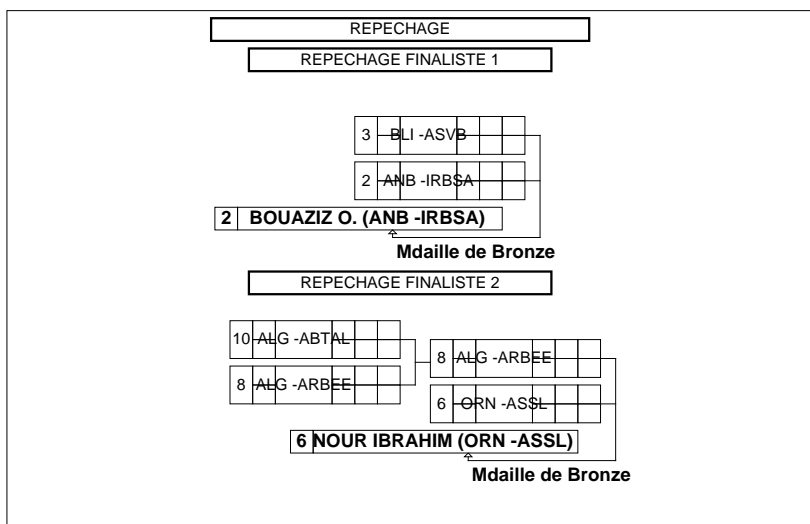 REPECHAGE
REPECHAGE FINALISTE 1
3 BLI -ASVB
2 ANB -IRBSA
2 BOUAZIZ O. (ANB -IRBSA)
Mdaille de Bronze
REPECHAGE FINALISTE 2
10 ALG -ABTAL
8 ALG -ARBEE
8 ALG -ARBEE
6 ORN -ASSL
6 NOUR IBRAHIM (ORN -ASSL)
Mdaille de Bronze